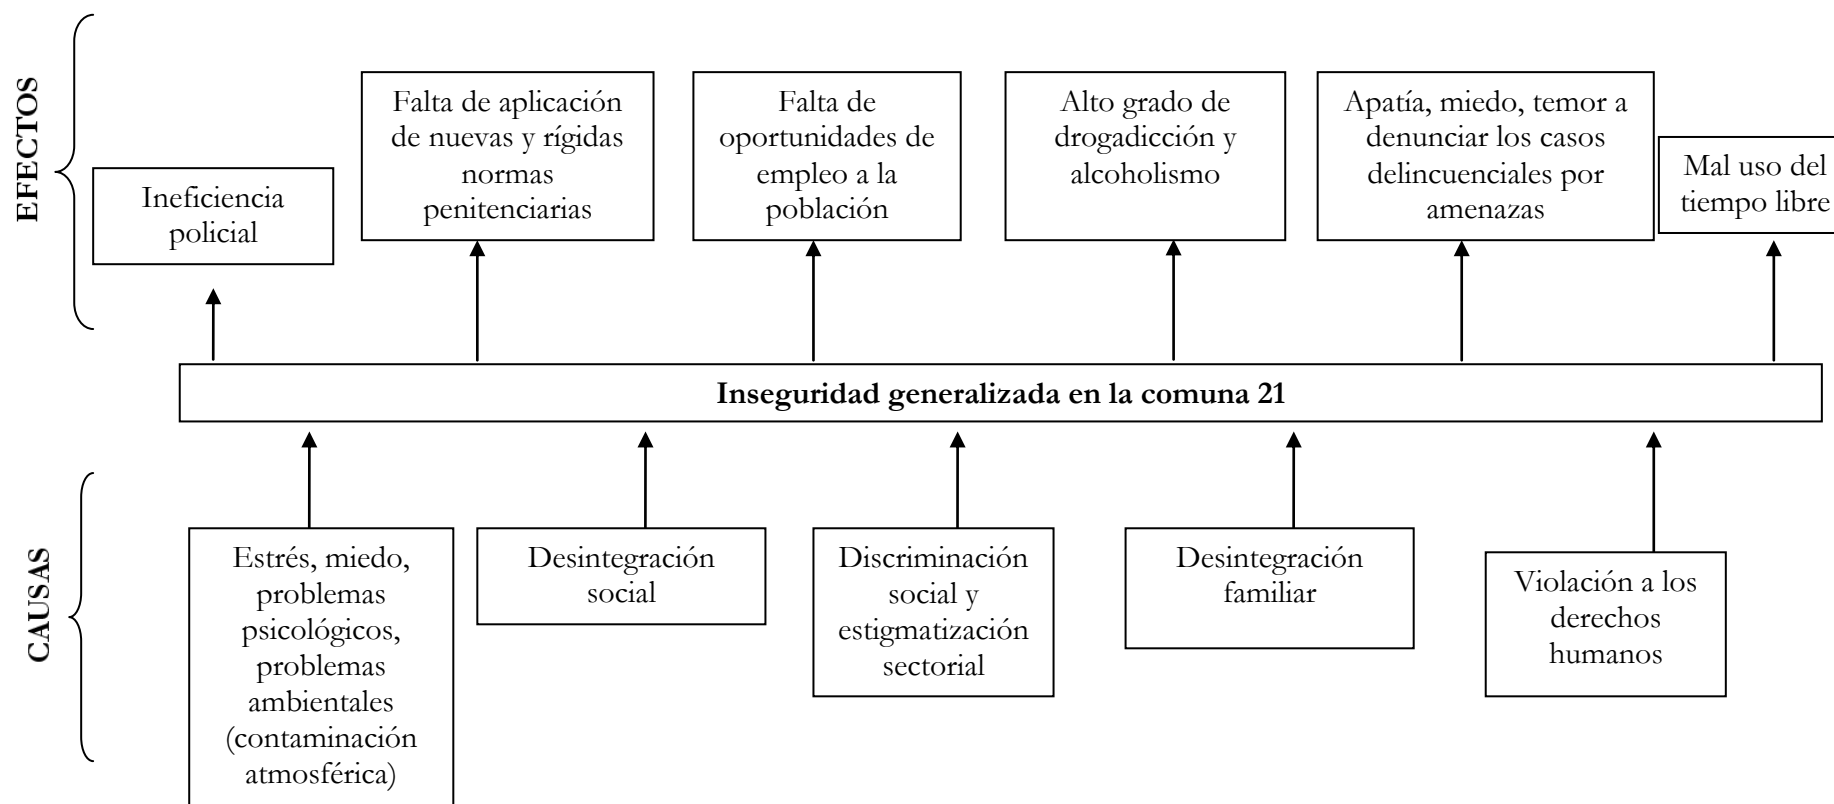 EFECTOS
Ineficiencia
policial
Falta de aplicación
de nuevas y rígidas
normas
penitenciarias
Falta de
oportunidades de
empleo a la
población
Alto grado de
drogadicción y
alcoholismo
Apatía, miedo, temor a
denunciar los casos
delincuenciales por
amenazas
Mal uso del
tiempo libre
Inseguridad generalizada en la comuna 21
CAUSAS
Estrés, miedo,
problemas
psicológicos,
problemas
ambientales
(contaminación
atmosférica)
Desintegración
social
Discriminación
social y
estigmatización
sectorial
Desintegración
familiar
Violación a los
derechos
humanos